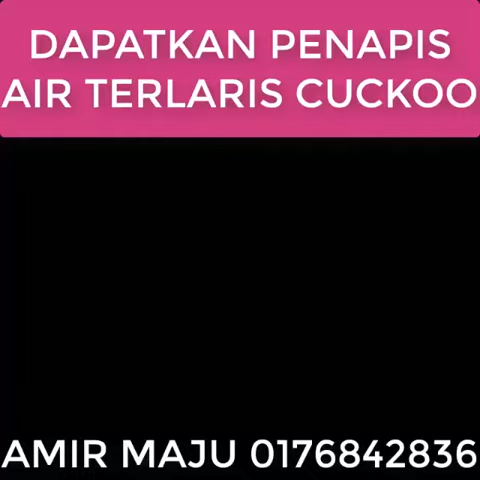 DAPATKAN PENAPIS
AIR TERLARIS CUCKOO
AMIR MAJU 0176842836